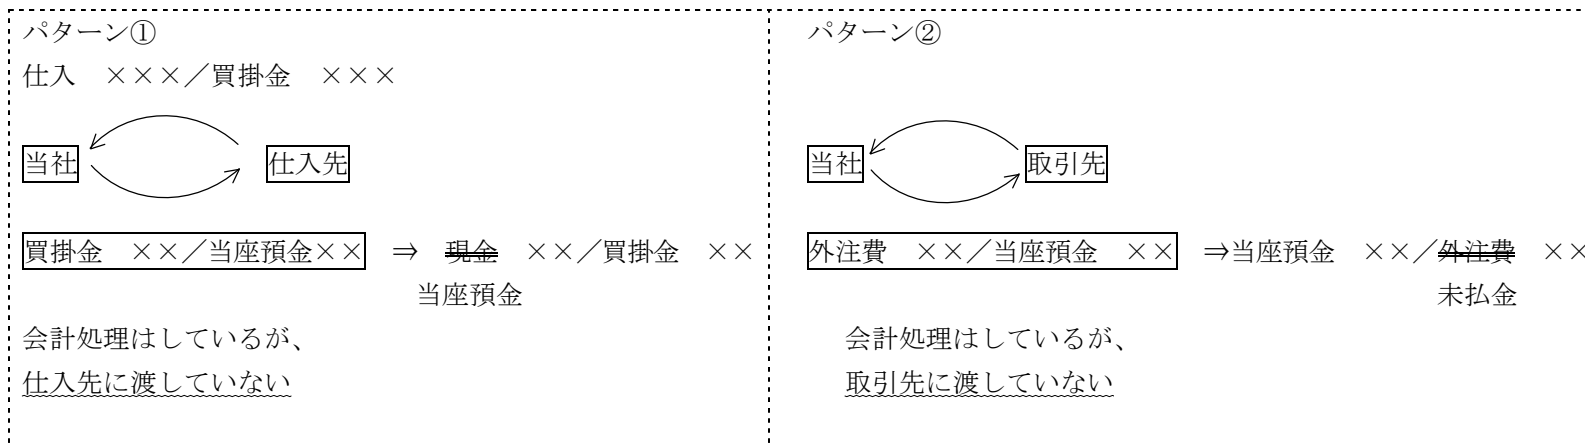 パターン①
仕入　×××／買掛金　×××
当社　仕入先
買掛金　××／当座預金××　⇒　現金　××／買掛金　××
当座預金
会計処理はしているが、
仕入先に渡していない
パターン②
当社　取引先
外注費　××／当座預金　××　⇒当座預金　××／外注費　××
未払金
会計処理はしているが、
取引先に渡していない